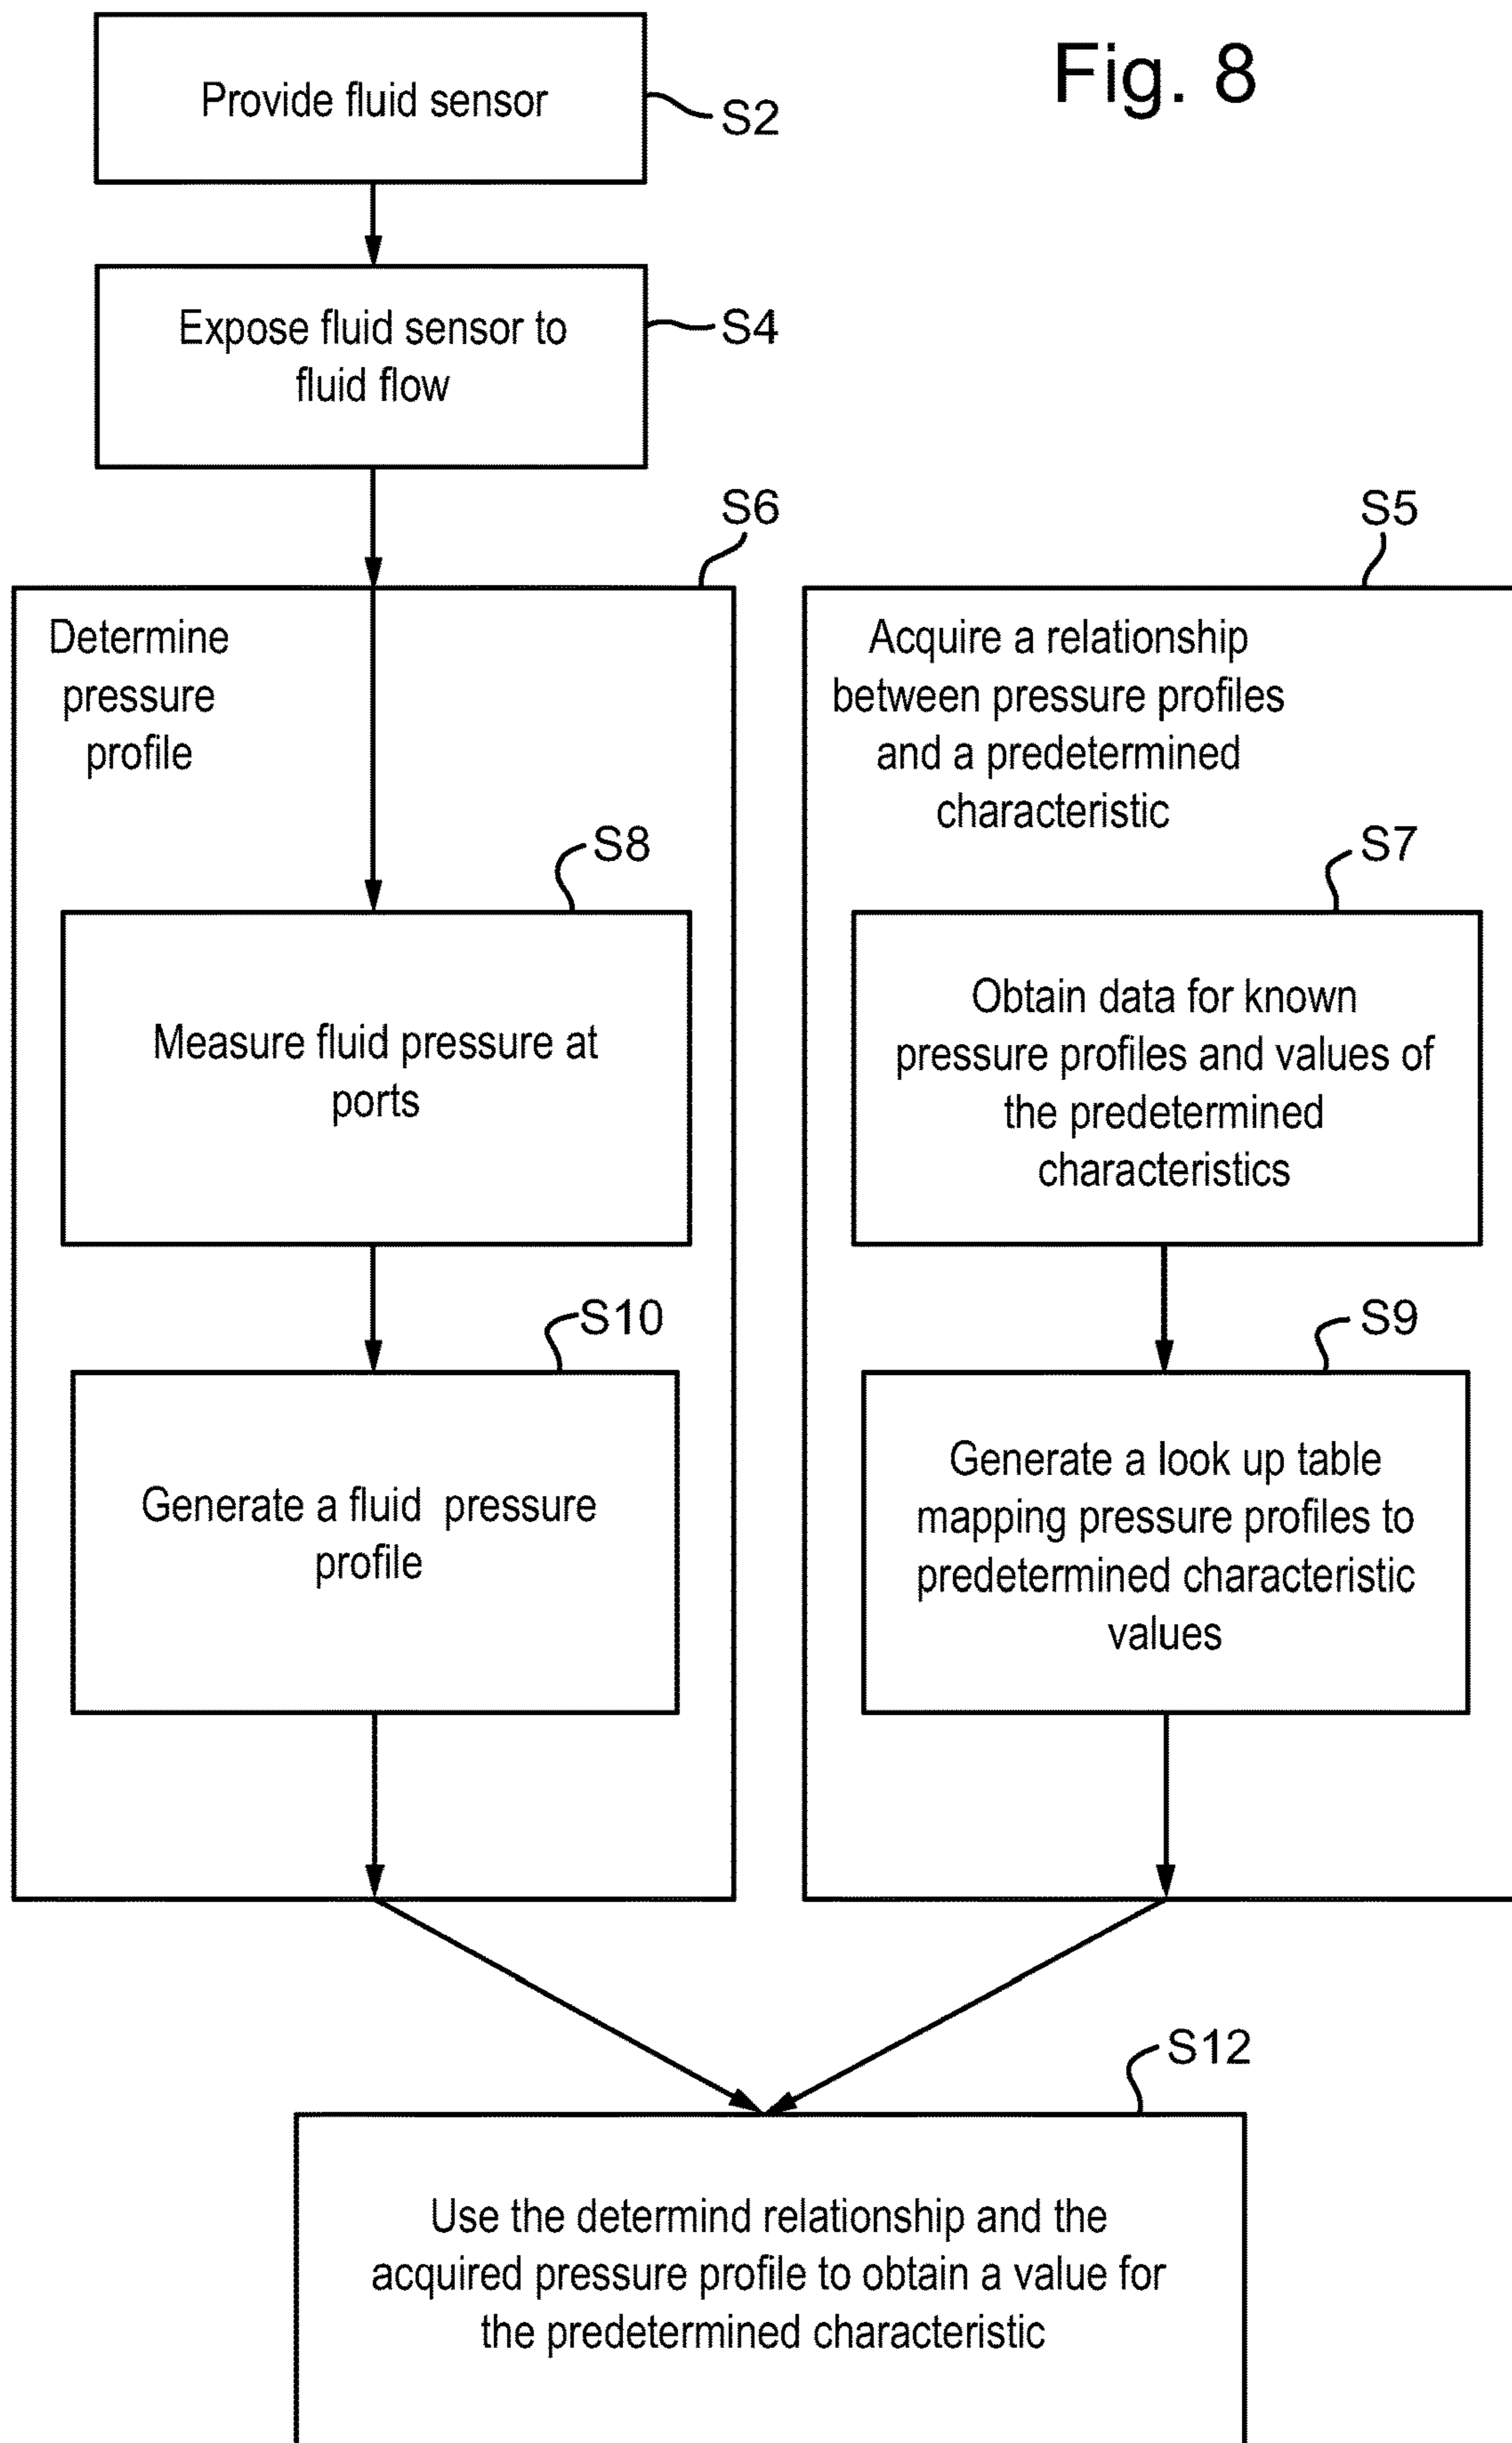 Fig. 8
Provide fluid sensor
S2
Expose fluid sensor to
fluid flow
S4
S6
Determine
pressure
profile
S8
Measure fluid pressure at
ports
S10
Generate a fluid pressure
profile
S5
Acquire a relationship
between pressure profiles
and a predetermined
characteristic
S7
Obtain data for known
pressure profiles and values of
the predetermined
characteristics
S9
Generate a look up table
mapping pressure profiles to
predetermined characteristic
values
S12
Use the determind relationship and the
acquired pressure profile to obtain a value for
the predetermined characteristic